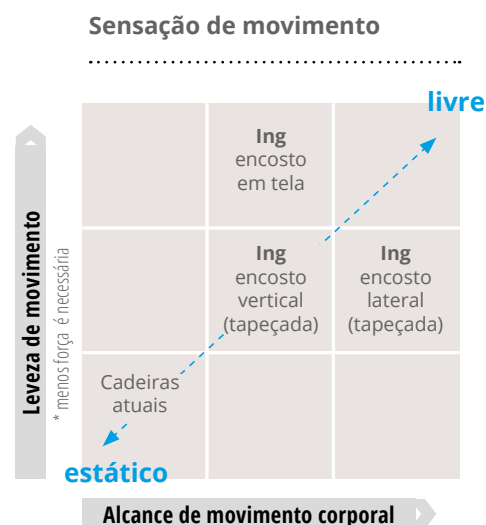 Sensação de movimento
livre
Ing
encosto
em tela
Leveza de movimento
* menos força é necessária
Ing
encosto
vertical
(tapeçada)
Ing
encosto
lateral
(tapeçada)
Cadeiras
atuais
estático
Alcance de movimento corporal